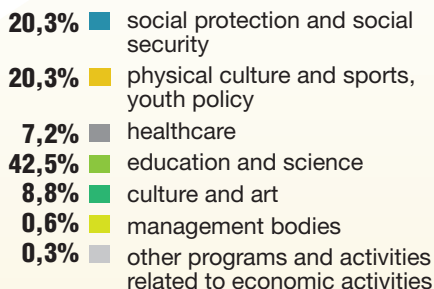 20,3% social protection and social
security
20,3% physical culture and sports,
youth policy
7,2% healthcare
42,5% education and science
8,8% culture and art
0,6% management bodies
0,3% other programs and activities
related to economic activities